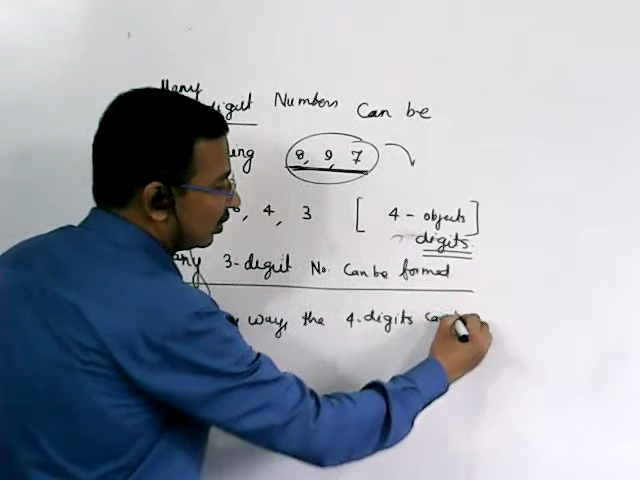 Many
digit Numbers Can be
ing 8, 9, 7
, 4, 3 [ 4 - objects ]
digits.
any 3-digit No. Can be formed
ways the 4-digits can